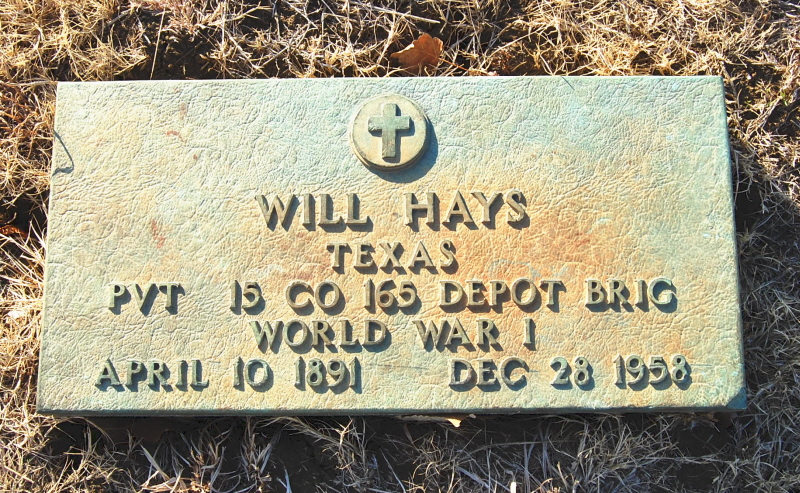 WILL HAYS
TEXAS
PVT 15 CO 165 DEPOT BRIG
WORLD WAR I
APRIL 10 1891 DEC 28 1958